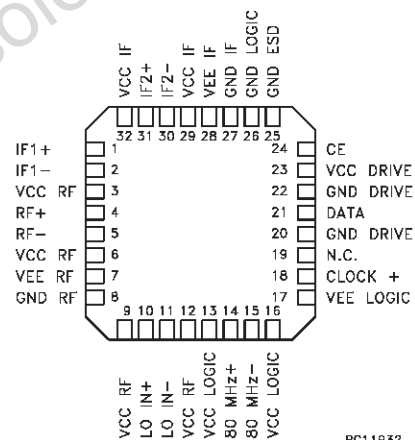 VCC IF
IF2+
IF2−
VCC IF
VEE IF
GND IF
GND LOGIC
GND ESD
32 31 30 29 28 27 26 25
IF1+ 1
IF1− 2
VCC RF 3
RF+ 4
RF− 5
VCC RF 6
VEE RF 7
GND RF 8
24 CE
23 VCC DRIVE
22 GND DRIVE
21 DATA
20 GND DRIVE
19 N.C.
18 CLOCK +
17 VEE LOGIC
9 10 11 12 13 14 15 16
VCC RF
LO IN+
LO IN−
VCC RF
VCC LOGIC
80 MHz+
80 MHz−
VCC LOGIC